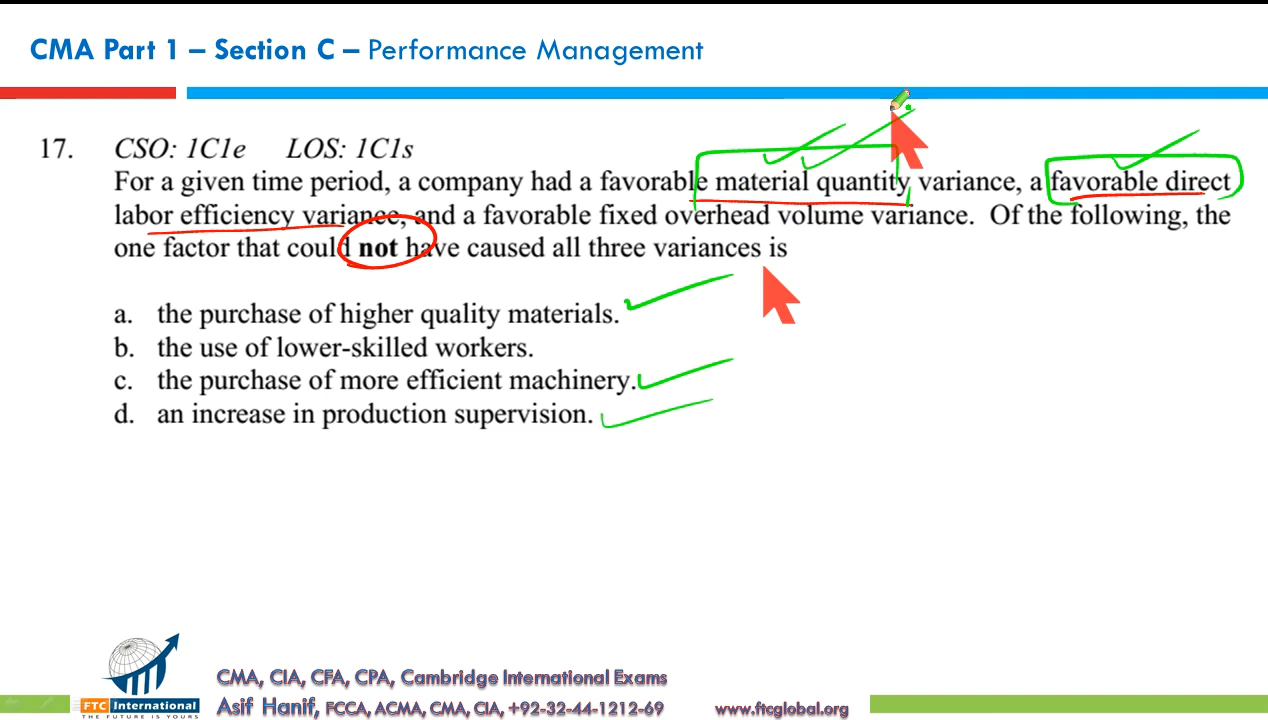 CMA Part 1 – Section C – Performance Management
17. CSO: 1C1e LOS: 1C1s
For a given time period, a company had a favorable material quantity variance, a favorable direct
labor efficiency variance, and a favorable fixed overhead volume variance. Of the following, the
one factor that could not have caused all three variances is
a. the purchase of higher quality materials.
b. the use of lower-skilled workers.
c. the purchase of more efficient machinery.
d. an increase in production supervision.
CMA, CIA, CFA, CPA, Cambridge International Exams
FTC International
THE FUTURE IS YOURS
Asif Hanif, FCCA, ACMA, CMA, CIA, +92-32-44-1212-69 www.ftcglobal.org